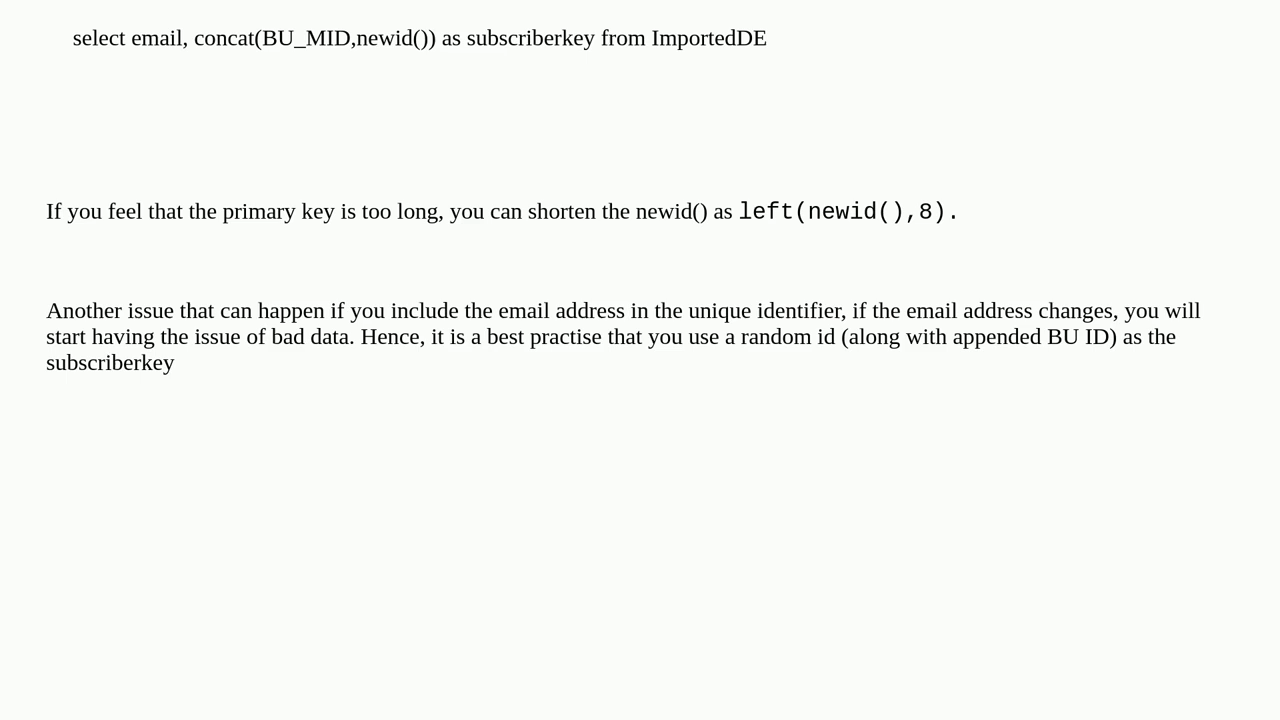 select email, concat(BU_MID,newid()) as subscriberkey from ImportedDE
If you feel that the primary key is too long, you can shorten the newid() as left(newid(),8).
Another issue that can happen if you include the email address in the unique identifier, if the email address changes, you will
start having the issue of bad data. Hence, it is a best practise that you use a random id (along with appended BU ID) as the
subscriberkey